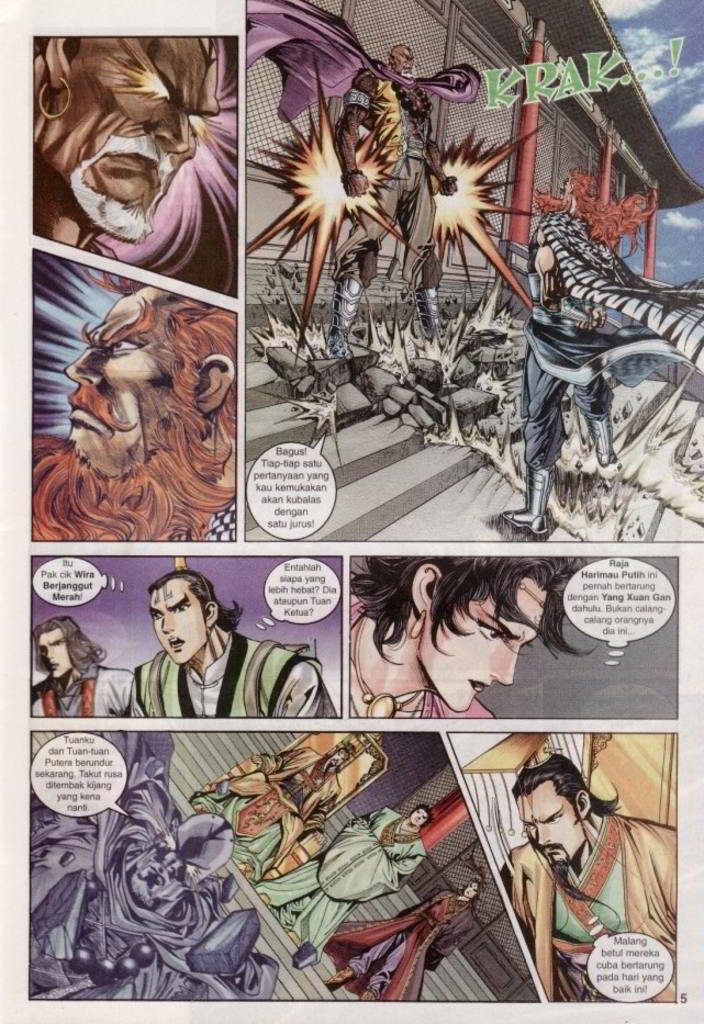 KRAK...!
Bagus!
Tiap-tiap satu
pertanyaan yang
kau kemukakan
akan kubalas
dengan
satu jurus!
Itu
Pak cik Wira
Berjanggut
Merah!
Entahlah
siapa yang
lebih hebat? Dia
ataupun Tuan
Ketua?
Raja
Harimau Putih ini
pernah bertarung
dengan Yang Xuan Gan
dahulu. Bukan calang-
calang orangnya
dia ini...
Tuanku
dan Tuan-tuan
Putera berundur
sekarang. Takut rusa
ditembak kijang
yang kena
nanti.
Malang
betul mereka
cuba bertarung
pada hari yang
baik ini!
5